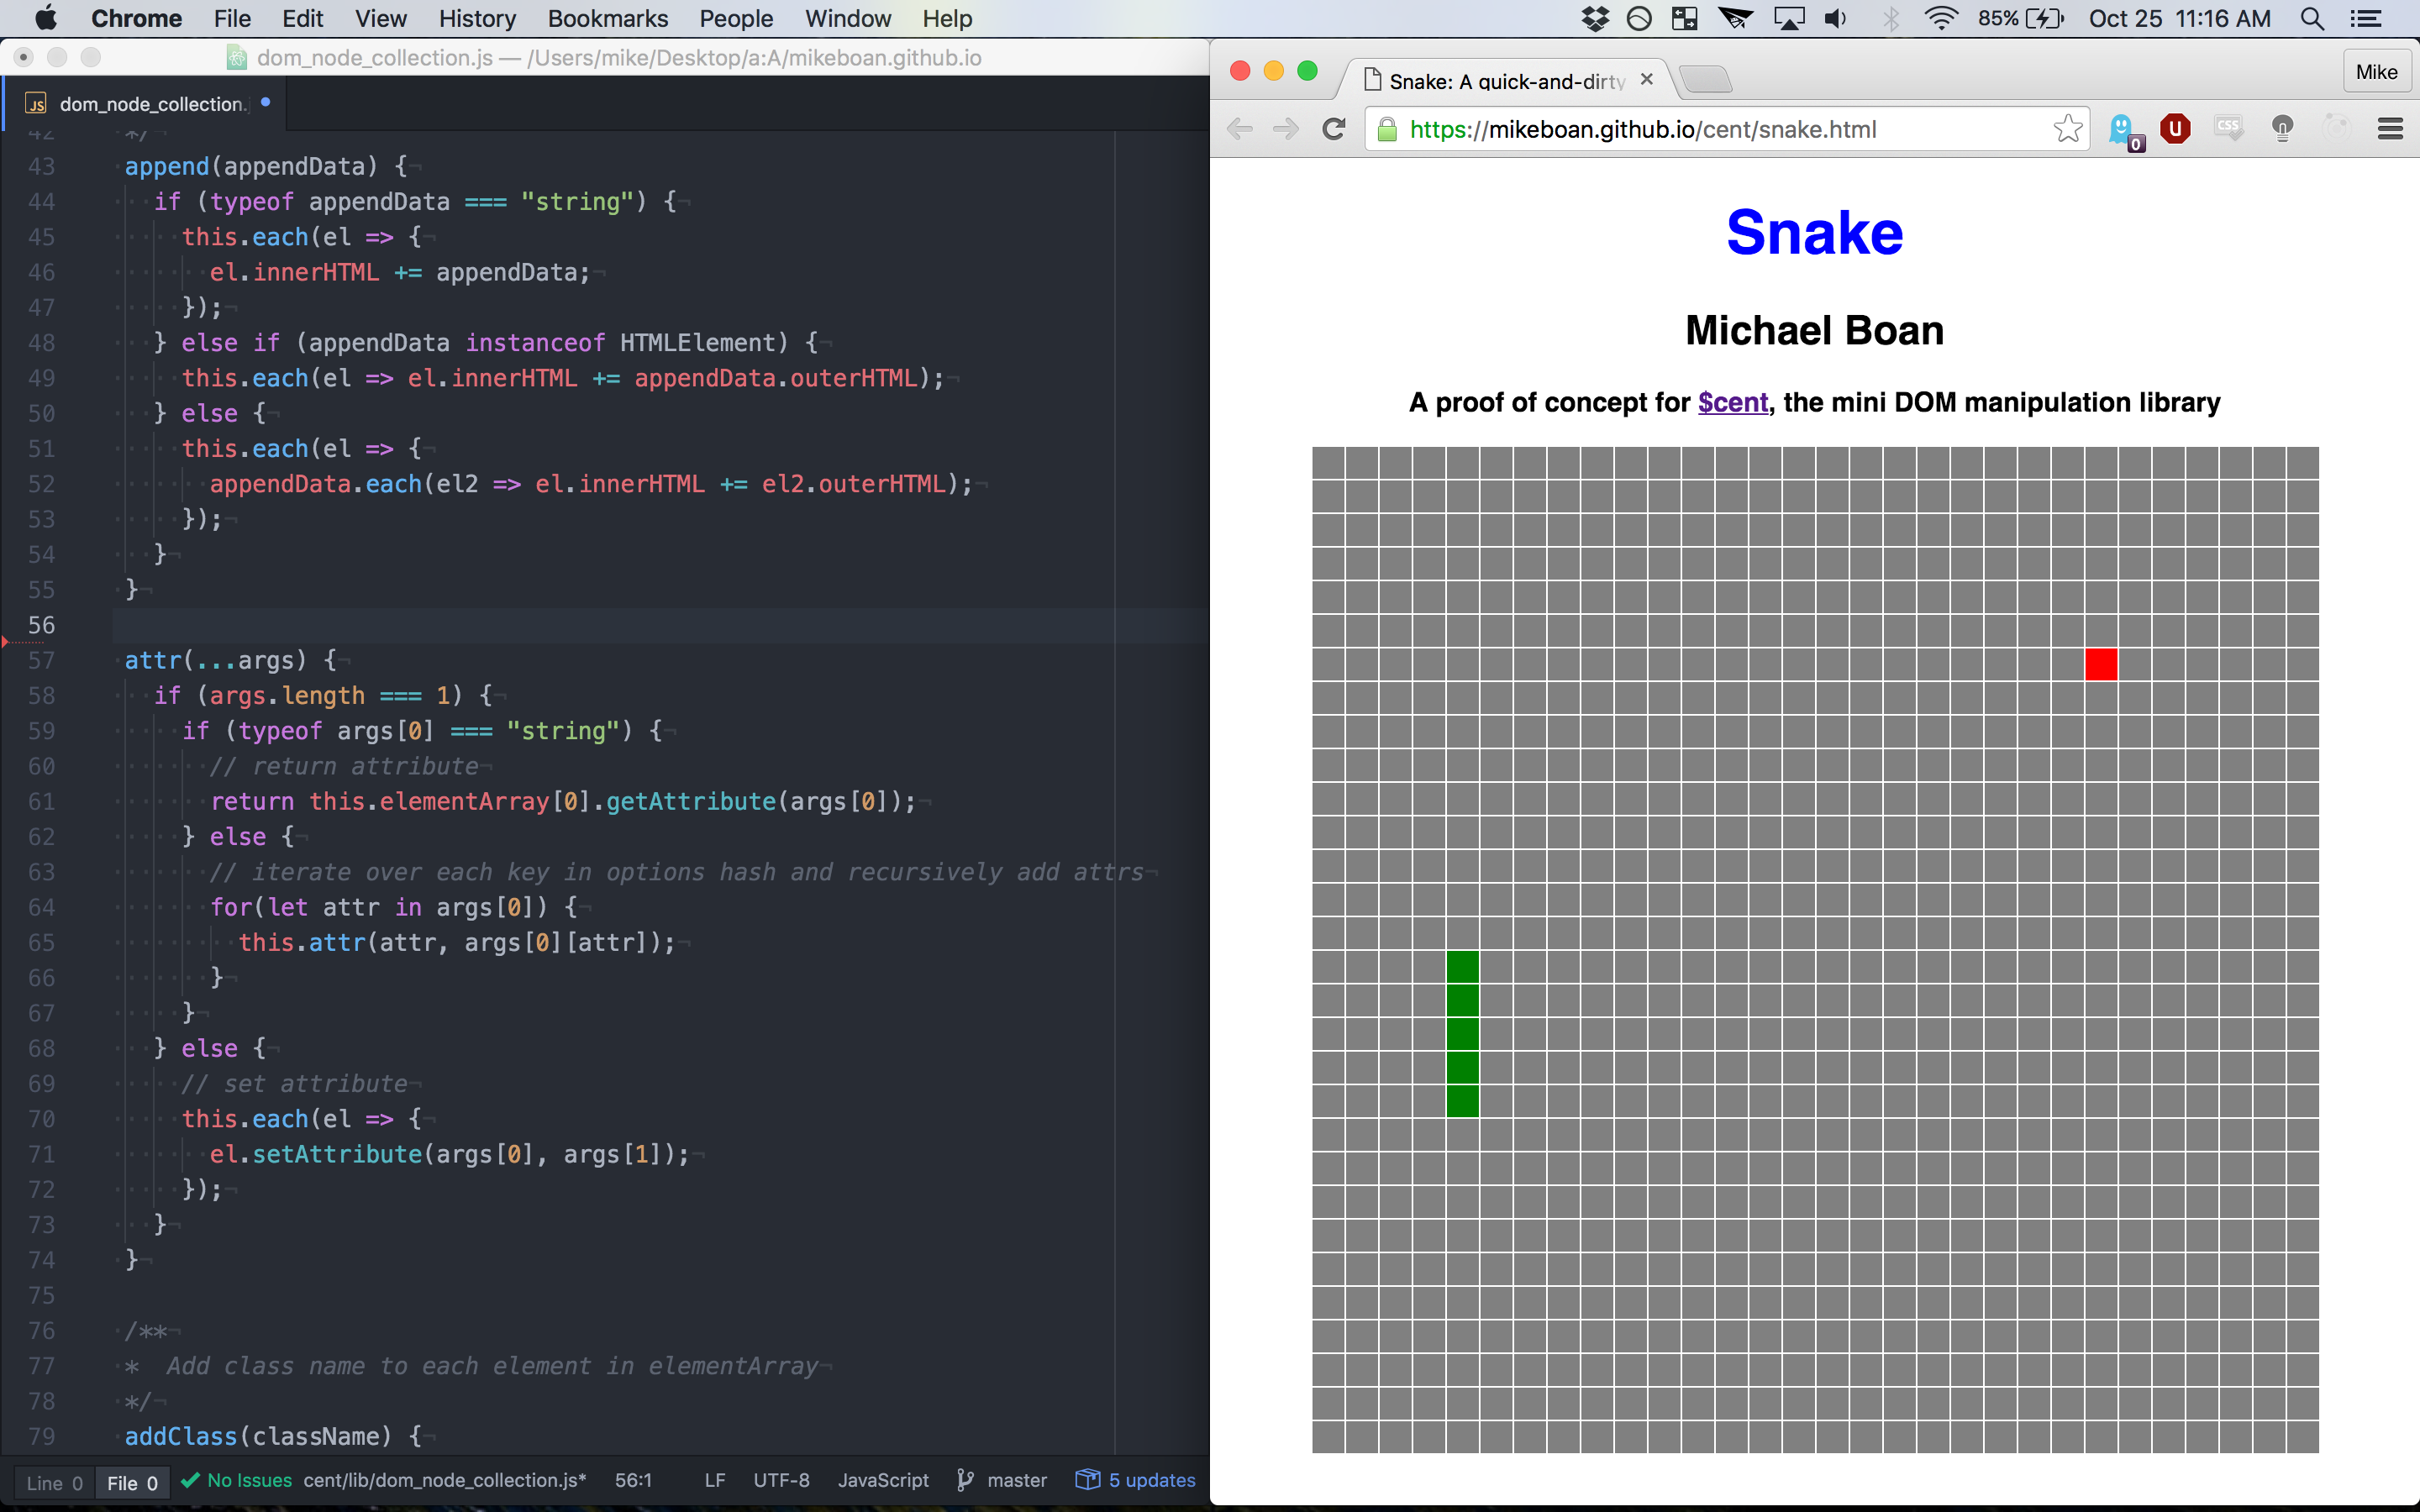 Chrome File Edit View History Bookmarks People Window Help 85% Oct 25 11:16 AM
dom_node_collection.js — /Users/mike/Desktop/a:A/mikeboan.github.io
JS dom_node_collection.
42 */
43 append(appendData) {
44 if (typeof appendData === "string") {
45 this.each(el => {
46 el.innerHTML += appendData;
47 });
48 } else if (appendData instanceof HTMLElement) {
49 this.each(el => el.innerHTML += appendData.outerHTML);
50 } else {
51 this.each(el => {
52 appendData.each(el2 => el.innerHTML += el2.outerHTML);
53 });
54 }
55 }
56
57 attr(...args) {
58 if (args.length === 1) {
59 if (typeof args[0] === "string") {
60 // return attribute
61 return this.elementArray[0].getAttribute(args[0]);
62 } else {
63 // iterate over each key in options hash and recursively add attrs
64 for(let attr in args[0]) {
65 this.attr(attr, args[0][attr]);
66 }
67 }
68 } else {
69 // set attribute
70 this.each(el => {
71 el.setAttribute(args[0], args[1]);
72 });
73 }
74 }
75
76 /**
77 * Add class name to each element in elementArray
78 */
79 addClass(className) {
Line 0 File 0 No Issues cent/lib/dom_node_collection.js* 56:1 LF UTF-8 JavaScript master 5 updates
Snake: A quick-and-dirty
Mike
https://mikeboan.github.io/cent/snake.html
0
U
CSS
Snake
Michael Boan
A proof of concept for $cent, the mini DOM manipulation library